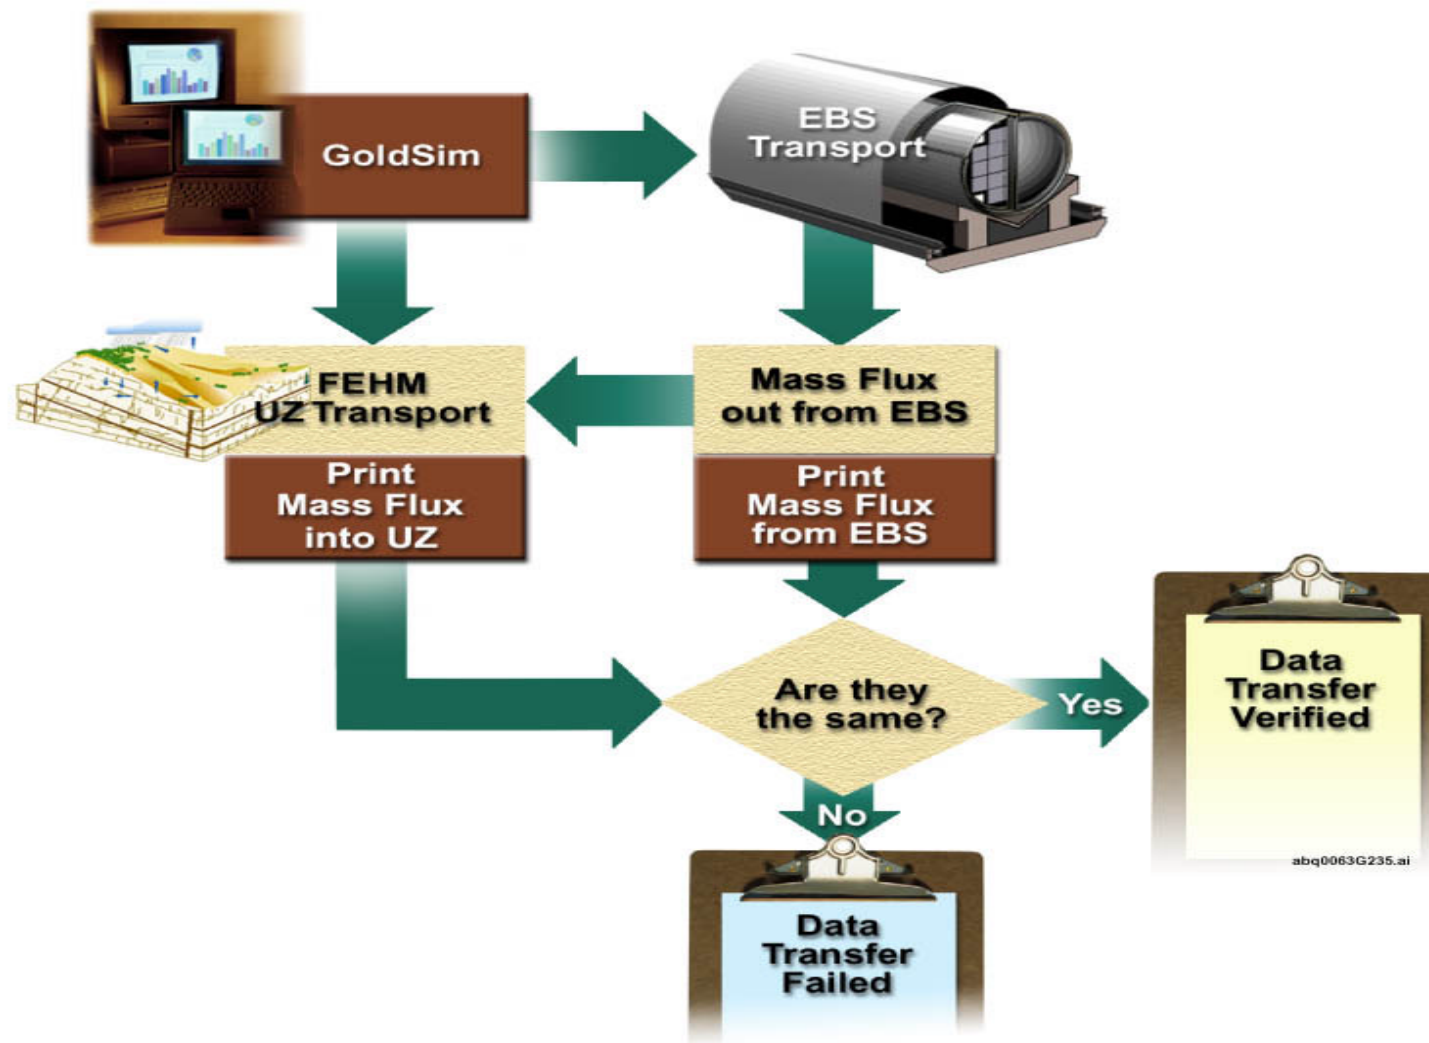 GoldSim
EBS
Transport
FEHM
UZ Transport
Mass Flux
out from EBS
Print
Mass Flux
into UZ
Print
Mass Flux
from EBS
Are they
the same?
Yes
Data
Transfer
Verified
abq0063G235.ai
No
Data
Transfer
Failed